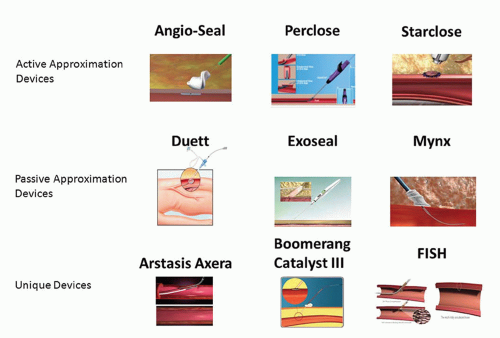 Angio-Seal
Perclose
Starclose
Active Approximation
Devices
Duett
Exoseal
Mynx
Passive Approximation
Devices
Arstasis Axera
Boomerang
Catalyst III
FISH
Unique Devices